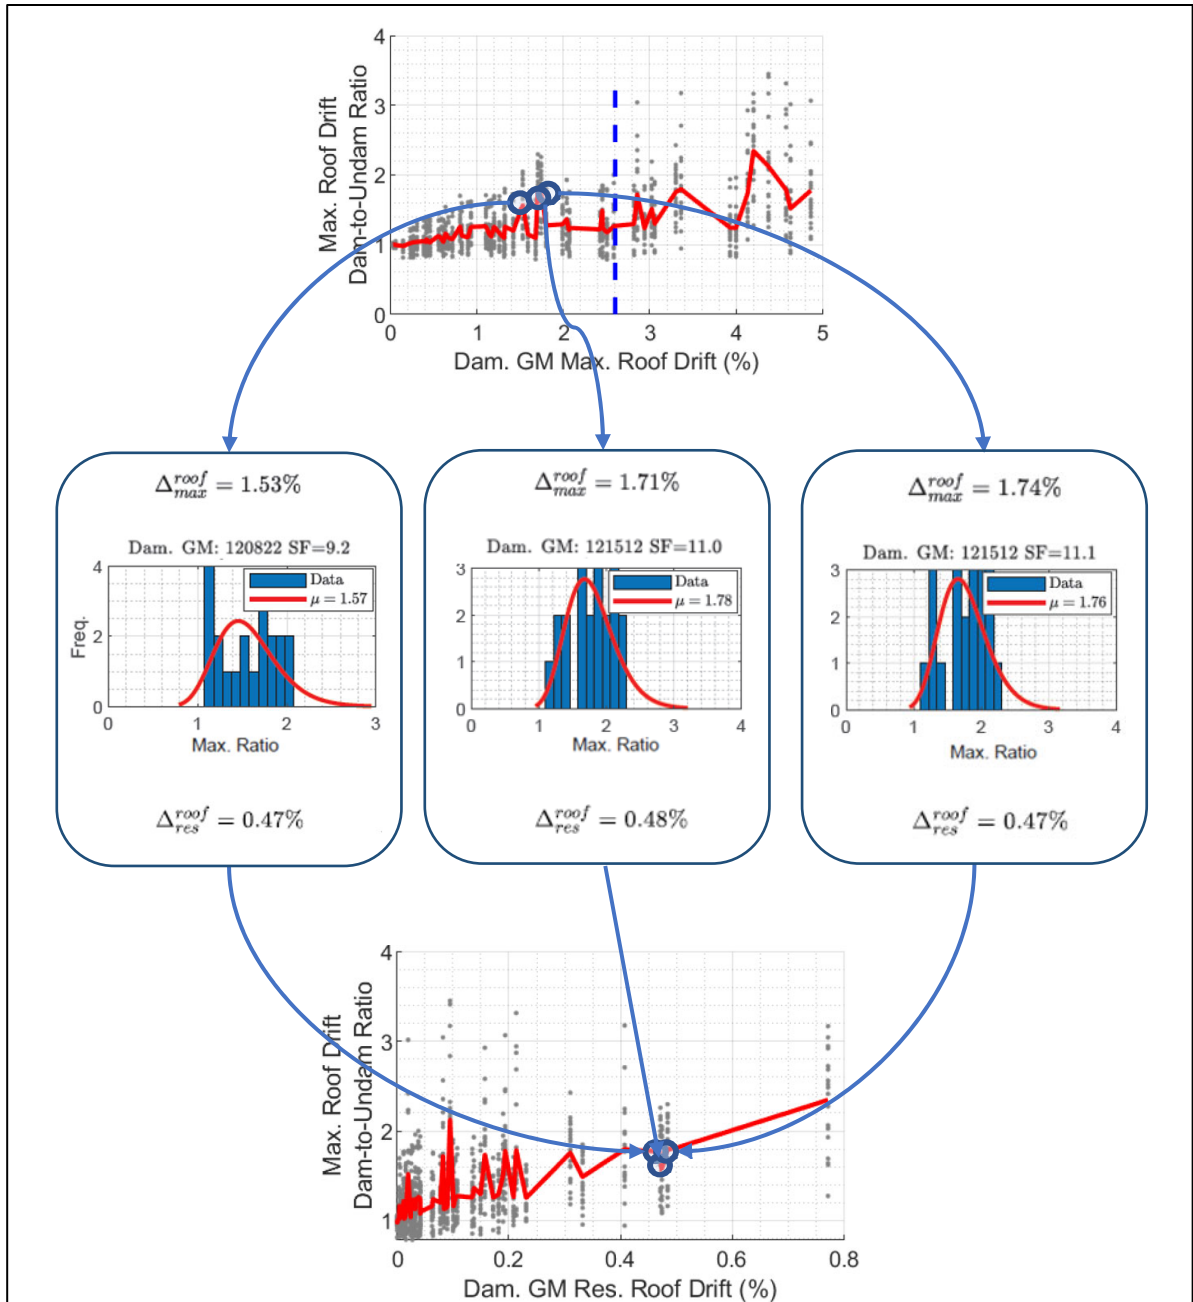 Max. Roof Drift
Dam-to-Undam Ratio
4
3
2
1
0
0 1 2 3 4 5
Dam. GM Max. Roof Drift (%)
Δ_max^roof = 1.53%
Dam. GM: 120822 SF=9.2
Data
μ = 1.57
Freq.
4
2
0
0 1 2 3
Max. Ratio
Δ_res^roof = 0.47%
Δ_max^roof = 1.71%
Dam. GM: 121512 SF=11.0
Data
μ = 1.78
3
2
1
0
0 1 2 3 4
Max. Ratio
Δ_res^roof = 0.48%
Δ_max^roof = 1.74%
Dam. GM: 121512 SF=11.1
Data
μ = 1.76
3
2
1
0
0 1 2 3 4
Max. Ratio
Δ_res^roof = 0.47%
Max. Roof Drift
Dam-to-Undam Ratio
4
3
2
1
0 0.2 0.4 0.6 0.8
Dam. GM Res. Roof Drift (%)